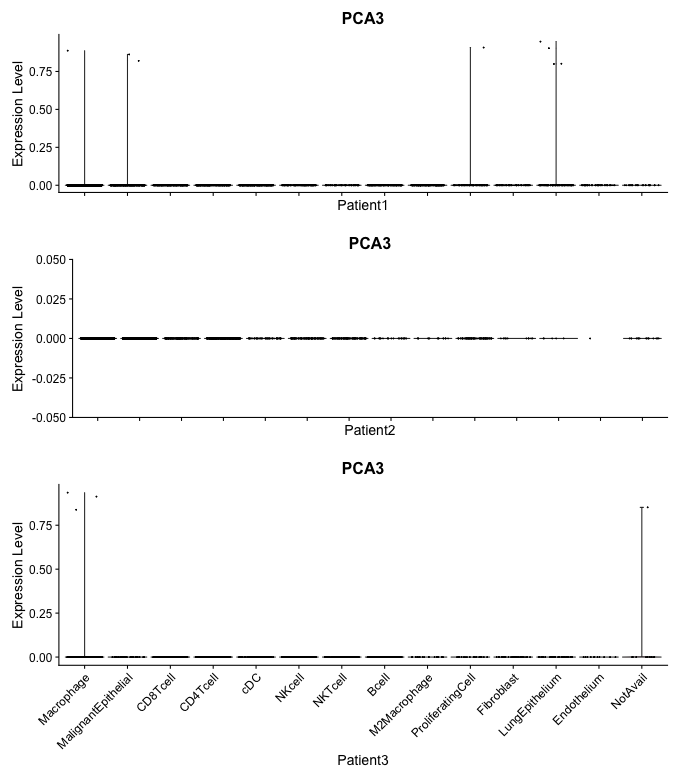 PCA3
Expression Level
0.75
0.50
0.25
0.00
Patient1
PCA3
Expression Level
0.050
0.025
0.000
-0.025
-0.050
Patient2
PCA3
Expression Level
0.75
0.50
0.25
0.00
Macrophage
MalignantEpithelial
CD8Tcell
CD4Tcell
cDC
NKcell
NKTcell
Bcell
M2Macrophage
ProliferatingCell
Fibroblast
LungEpithelium
Endothelium
NotAvail
Patient3